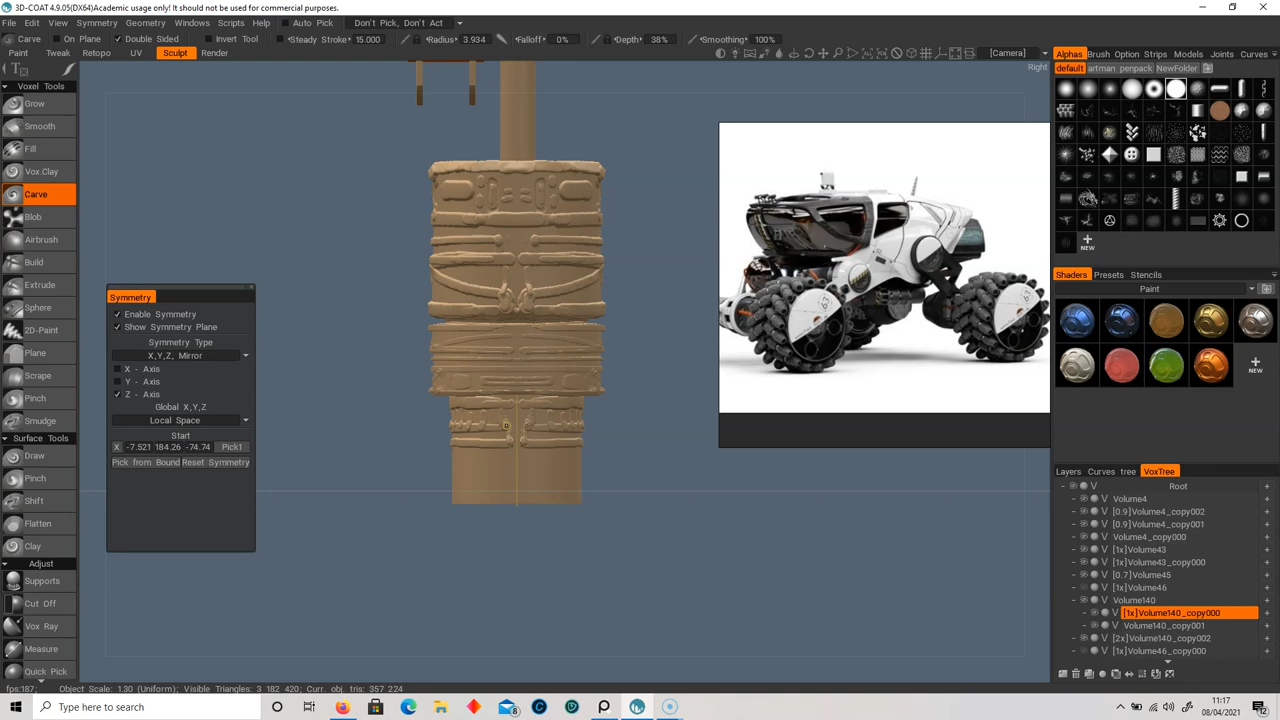 3D-COAT 4.9.05(DX64)Academic usage only! It should not be used for commercial purposes.
File Edit View Symmetry Geometry Windows Scripts Help Auto Pick Don't Pick, Don't Act
Carve On Plane Double Sided Invert Tool Steady Stroke 15.000 Radius 3.934 Falloff 0% Depth 38% Smoothing 100%
Paint Tweak Retopo UV Sculpt Render [Camera]
Right
Voxel Tools
Grow
Smooth
Fill
Vox.Clay
Carve
Blob
Airbrush
Build
Extrude
Sphere
2D-Paint
Plane
Scrape
Pinch
Smudge
Surface Tools
Draw
Pinch
Shift
Flatten
Clay
Adjust
Supports
Cut Off
Vox Ray
Measure
Quick Pick
Symmetry
Enable Symmetry
Show Symmetry Plane
Symmetry Type
X,Y,Z, Mirror
X - Axis
Y - Axis
Z - Axis
Global X,Y,Z
Local Space
Start
X -7.521 184.26 -74.74 Pick1
Pick from Bound Reset Symmetry
Alphas Brush Option Strips Models Joints Curves
default artman penpack NewFolder
NEW
Shaders Presets Stencils
Paint
NEW
Layers Curves tree VoxTree
V Root +
V Volume4 +
V [0.9]Volume4_copy002 +
V [0.9]Volume4_copy001 +
V Volume4_copy000 +
V [1x]Volume43 +
V [1x]Volume43_copy000 +
V [0.7]Volume45 +
V [1x]Volume46 +
V Volume140 +
V [1x]Volume140_copy000 +
V Volume140_copy001 +
V [2x]Volume140_copy002 +
V [1x]Volume46_copy000 +
fps:187; Object Scale: 1.30 (Uniform); Visible Triangles: 3 182 420; Curr. obj. tris: 357 224
Type here to search
8
11:17
08/04/2021
12